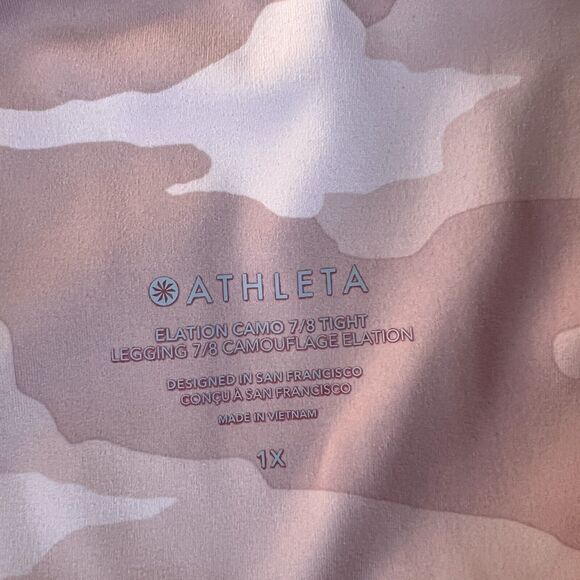 ATHLETA
ELATION CAMO 7/8 TIGHT
LEGGING 7/8 CAMOUFLAGE ELATION
DESIGNED IN SAN FRANCISCO
CONÇU À SAN FRANCISCO
MADE IN VIETNAM
1X